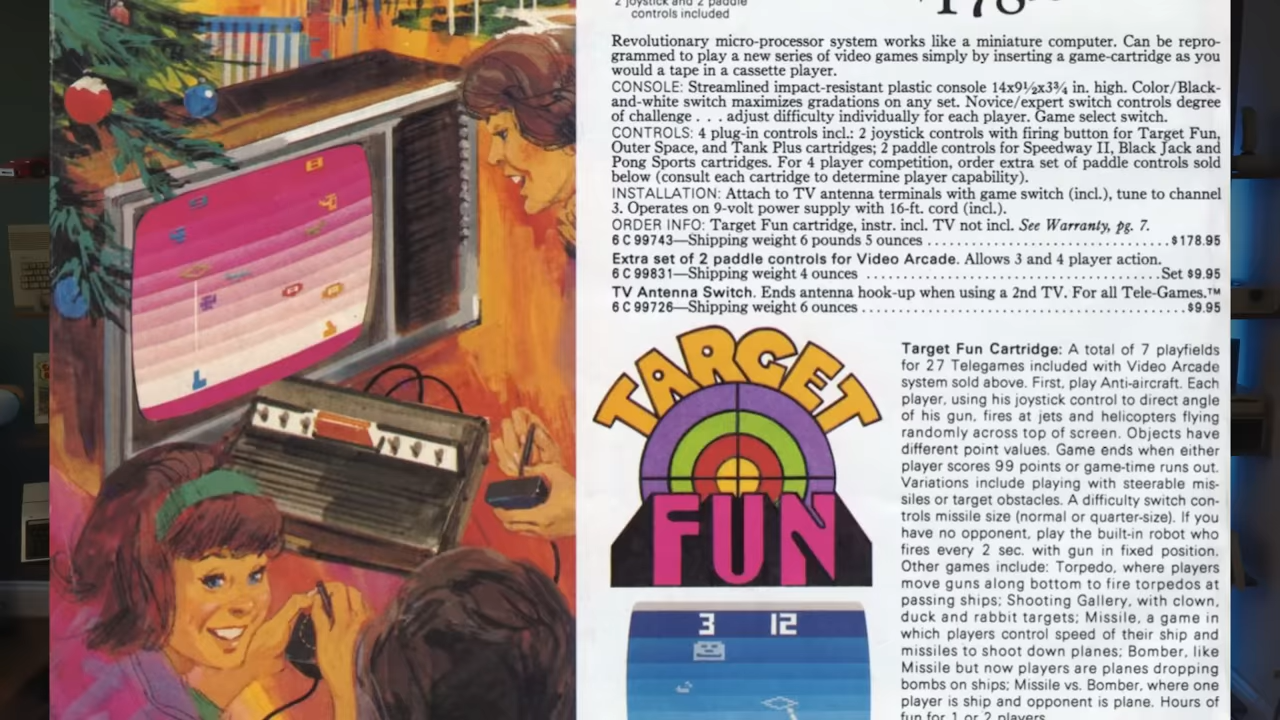 2 joystick and 2 paddle
controls included
Revolutionary micro-processor system works like a miniature computer. Can be repro-
grammed to play a new series of video games simply by inserting a game-cartridge as you
would a tape in a cassette player.
CONSOLE: Streamlined impact-resistant plastic console 14x9½x3¾ in. high. Color/Black-
and-white switch maximizes gradations on any set. Novice/expert switch controls degree
of challenge . . . adjust difficulty individually for each player. Game select switch.
CONTROLS: 4 plug-in controls incl.: 2 joystick controls with firing button for Target Fun,
Outer Space, and Tank Plus cartridges; 2 paddle controls for Speedway II, Black Jack and
Pong Sports cartridges. For 4 player competition, order extra set of paddle controls sold
below (consult each cartridge to determine player capability).
INSTALLATION: Attach to TV antenna terminals with game switch (incl.), tune to channel
3. Operates on 9-volt power supply with 16-ft. cord (incl.).
ORDER INFO: Target Fun cartridge, instr. incl. TV not incl. See Warranty, pg. 7.
6 C 99743—Shipping weight 6 pounds 5 ounces ........................................$178.95
Extra set of 2 paddle controls for Video Arcade. Allows 3 and 4 player action.
6 C 99831—Shipping weight 4 ounces ........................................Set $9.95
TV Antenna Switch. Ends antenna hook-up when using a 2nd TV. For all Tele-Games.™
6 C 99726—Shipping weight 6 ounces ........................................$9.95
TARGET
FUN
3 12
Target Fun Cartridge: A total of 7 playfields
for 27 Telegames included with Video Arcade
system sold above. First, play Anti-aircraft. Each
player, using his joystick control to direct angle
of his gun, fires at jets and helicopters flying
randomly across top of screen. Objects have
different point values. Game ends when either
player scores 99 points or game-time runs out.
Variations include playing with steerable mis-
siles or target obstacles. A difficulty switch con-
trols missile size (normal or quarter-size). If you
have no opponent, play the built-in robot who
fires every 2 sec. with gun in fixed position.
Other games include: Torpedo, where players
move guns along bottom to fire torpedos at
passing ships; Shooting Gallery, with clown,
duck and rabbit targets; Missile, a game in
which players control speed of their ship and
missiles to shoot down planes; Bomber, like
Missile but now players are planes dropping
bombs on ships; Missile vs. Bomber, where one
player is ship and opponent is plane. Hours of
fun for 1 or 2 players.